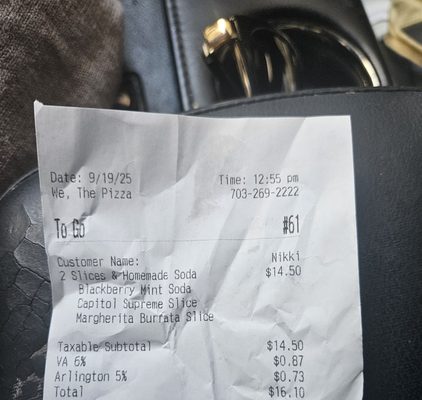 Date: 9/19/25 Time: 12:55 pm
We, The Pizza 703-269-2222
To Go #61
Customer Name: Nikki
2 Slices & Homemade Soda $14.50
Blackberry Mint Soda
Capitol Supreme Slice
Margherita Burrata Slice
Taxable Subtotal $14.50
VA 6% $0.87
Arlington 5% $0.73
Total $16.10